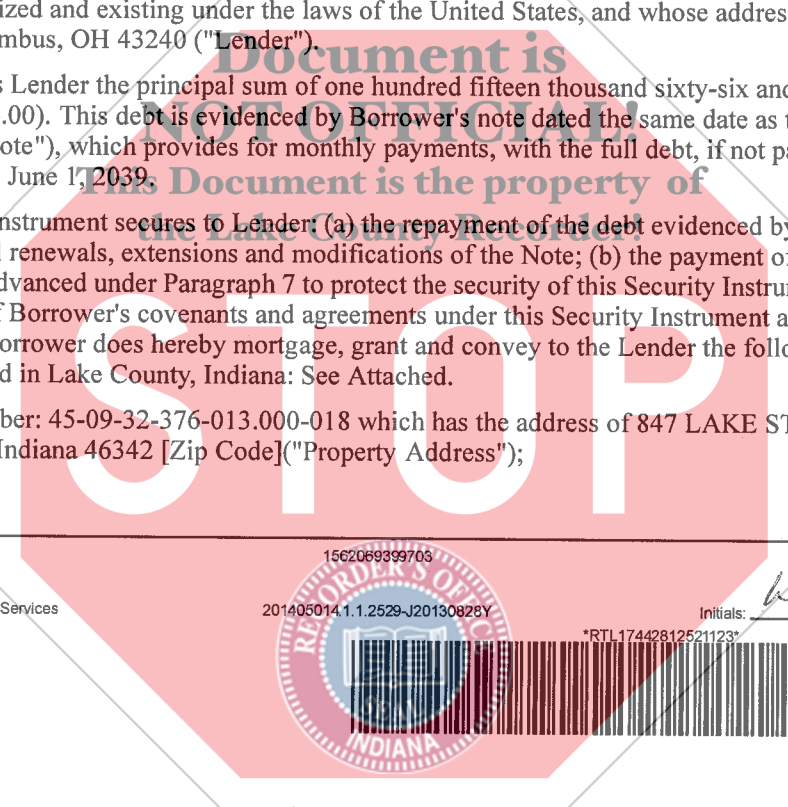 ized and existing under the laws of the United States, and whose addres
mbus, OH 43240 ("Lender").
Document is
s Lender the principal sum of one hundred fifteen thousand sixty-six and
.00). This debt is evidenced by Borrower's note dated the same date as t
NOT OFFICIAL!
ote"), which provides for monthly payments, with the full debt, if not pa
June 1, 2039.
This Document is the property of
the Lake County Recorder!
nstrument secures to Lender: (a) the repayment of the debt evidenced by
l renewals, extensions and modifications of the Note; (b) the payment of
dvanced under Paragraph 7 to protect the security of this Security Instru
f Borrower's covenants and agreements under this Security Instrument a
orrower does hereby mortgage, grant and convey to the Lender the follo
d in Lake County, Indiana: See Attached.
STOP
ber: 45-09-32-376-013.000-018 which has the address of 847 LAKE ST
Indiana 46342 [Zip Code]("Property Address");
1562069399703
Services
201405014.1.1.2529-J20130828Y
Initials:
*RTL17442812521123*
RECORDER'S OFFICE
SEAL
INDIANA